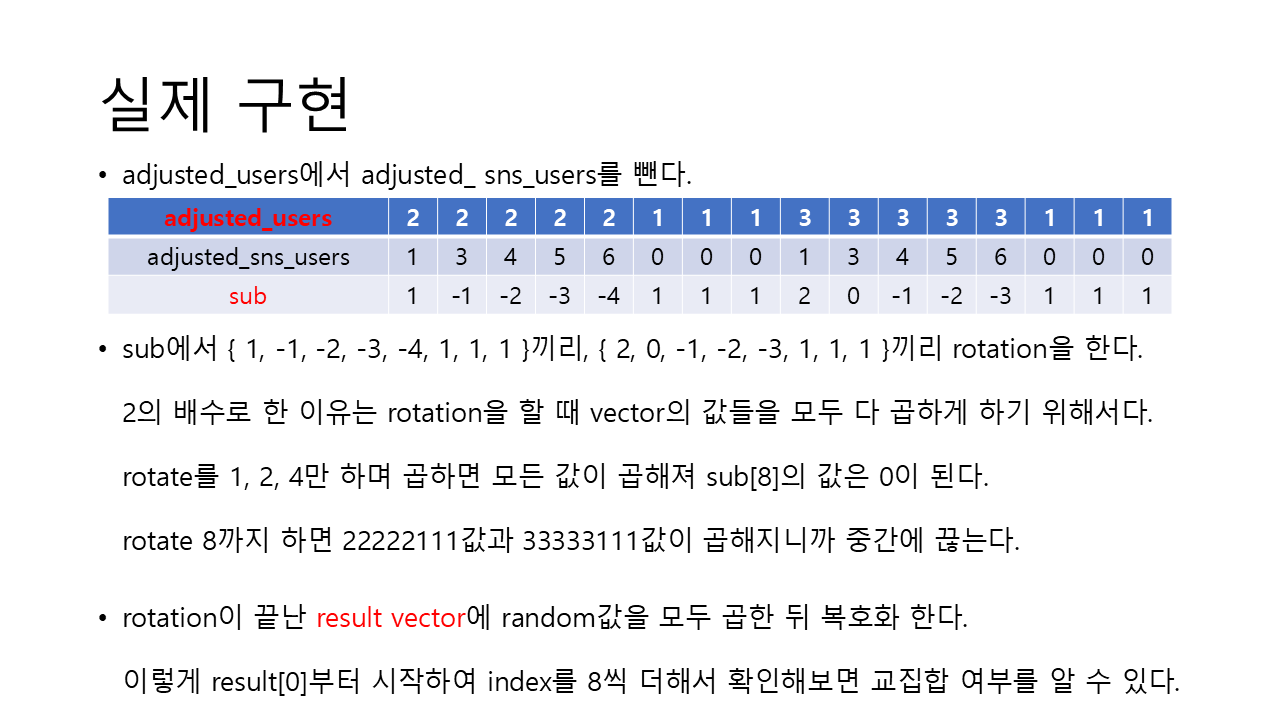 실제 구현
• adjusted_users에서 adjusted_ sns_users를 뺀다.
adjusted_users 2 2 2 2 2 1 1 1 3 3 3 3 3 1 1 1
adjusted_sns_users 1 3 4 5 6 0 0 0 1 3 4 5 6 0 0 0
sub 1 -1 -2 -3 -4 1 1 1 2 0 -1 -2 -3 1 1 1
• sub에서 { 1, -1, -2, -3, -4, 1, 1, 1 }끼리, { 2, 0, -1, -2, -3, 1, 1, 1 }끼리 rotation을 한다.
2의 배수로 한 이유는 rotation을 할 때 vector의 값들을 모두 다 곱하게 하기 위해서다.
rotate를 1, 2, 4만 하며 곱하면 모든 값이 곱해져 sub[8]의 값은 0이 된다.
rotate 8까지 하면 22222111값과 33333111값이 곱해지니까 중간에 끊는다.
• rotation이 끝난 result vector에 random값을 모두 곱한 뒤 복호화 한다.
이렇게 result[0]부터 시작하여 index를 8씩 더해서 확인해보면 교집합 여부를 알 수 있다.